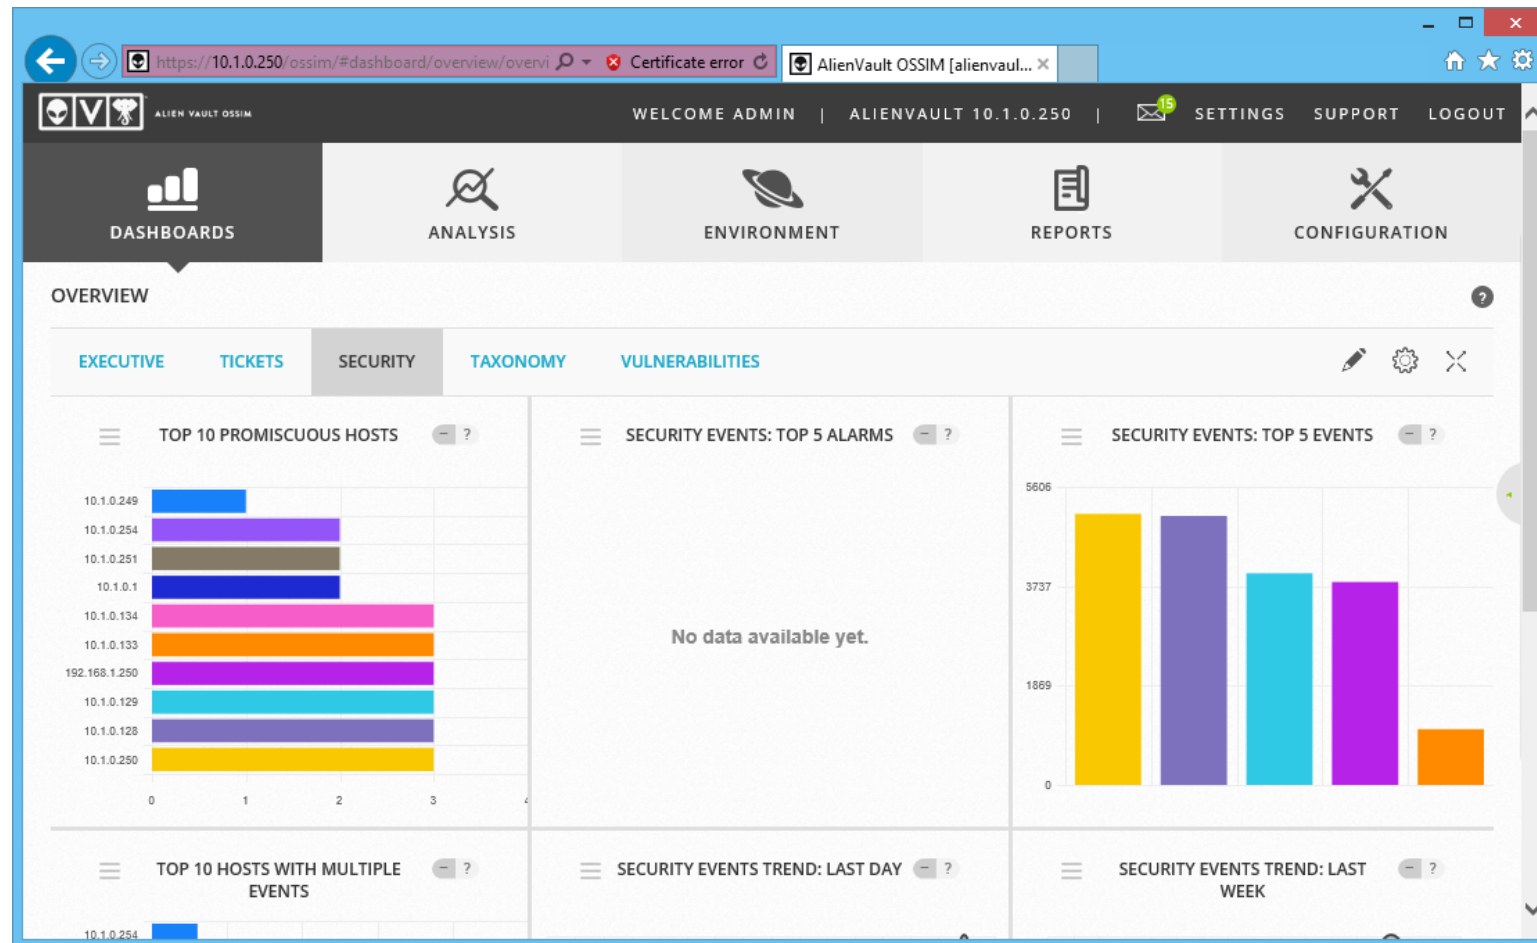 https://10.1.0.250/ossim/#dashboard/overview/overvi
Certificate error
AlienVault OSSIM [alienvaul...
ALIEN VAULT OSSIM
WELCOME ADMIN | ALIENVAULT 10.1.0.250 | 15 SETTINGS SUPPORT LOGOUT
DASHBOARDS
ANALYSIS
ENVIRONMENT
REPORTS
CONFIGURATION
OVERVIEW
?
EXECUTIVE TICKETS SECURITY TAXONOMY VULNERABILITIES
TOP 10 PROMISCUOUS HOSTS - ?
10.1.0.249
10.1.0.254
10.1.0.251
10.1.0.1
10.1.0.134
10.1.0.133
192.168.1.250
10.1.0.129
10.1.0.128
10.1.0.250
0 1 2 3 4
SECURITY EVENTS: TOP 5 ALARMS - ?
No data available yet.
SECURITY EVENTS: TOP 5 EVENTS - ?
5606
3737
1869
0
TOP 10 HOSTS WITH MULTIPLE
EVENTS
- ?
10.1.0.254
SECURITY EVENTS TREND: LAST DAY - ?
SECURITY EVENTS TREND: LAST
WEEK
- ?